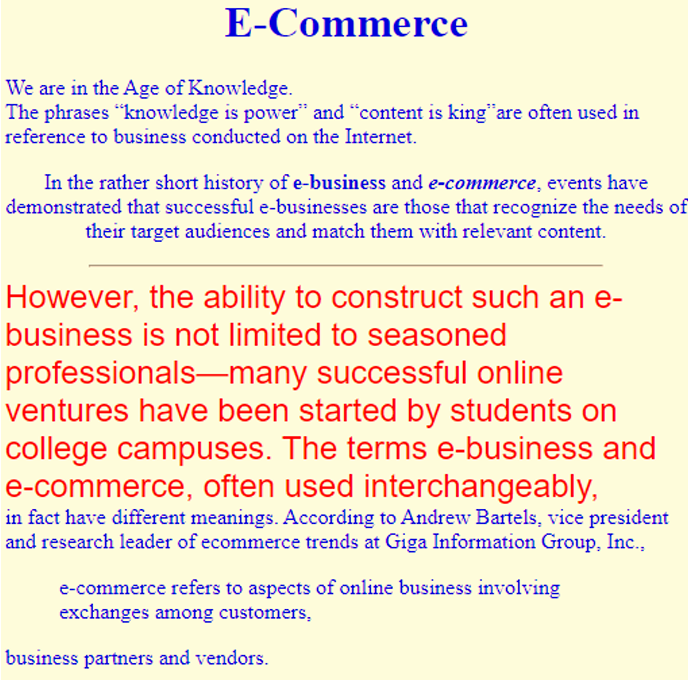 E-Commerce
We are in the Age of Knowledge.
The phrases “knowledge is power” and “content is king”are often used in
reference to business conducted on the Internet.
In the rather short history of e-business and e-commerce, events have
demonstrated that successful e-businesses are those that recognize the needs of
their target audiences and match them with relevant content.
However, the ability to construct such an e-
business is not limited to seasoned
professionals—many successful online
ventures have been started by students on
college campuses. The terms e-business and
e-commerce, often used interchangeably,
in fact have different meanings. According to Andrew Bartels, vice president
and research leader of ecommerce trends at Giga Information Group, Inc.,
e-commerce refers to aspects of online business involving
exchanges among customers,
business partners and vendors.